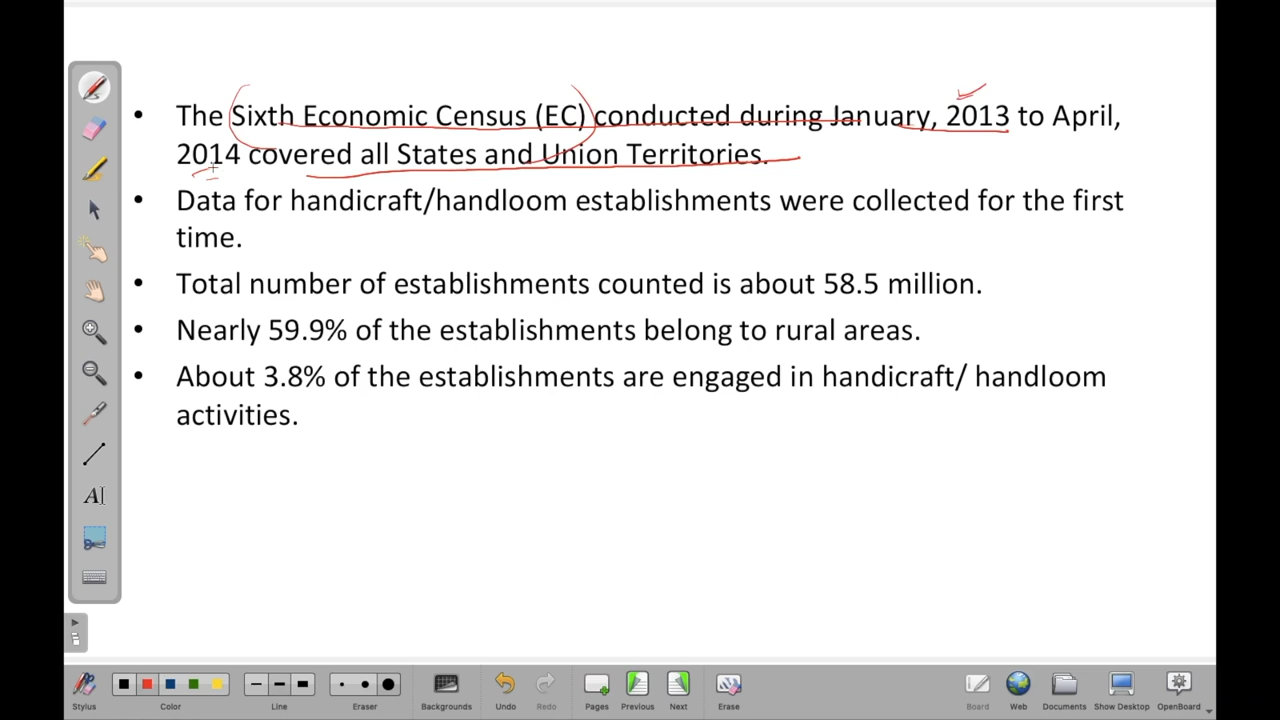 • The Sixth Economic Census (EC) conducted during January, 2013 to April,
2014 covered all States and Union Territories.
• Data for handicraft/handloom establishments were collected for the first
time.
• Total number of establishments counted is about 58.5 million.
• Nearly 59.9% of the establishments belong to rural areas.
• About 3.8% of the establishments are engaged in handicraft/ handloom
activities.
Stylus Color Line Eraser Backgrounds Undo Redo Pages Previous Next Erase Board Web Documents Show Desktop OpenBoard